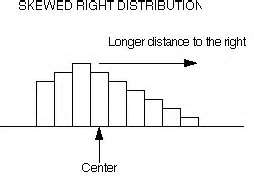 SKEWED RIGHT DISTRIBUTION
Longer distance to the right
Center